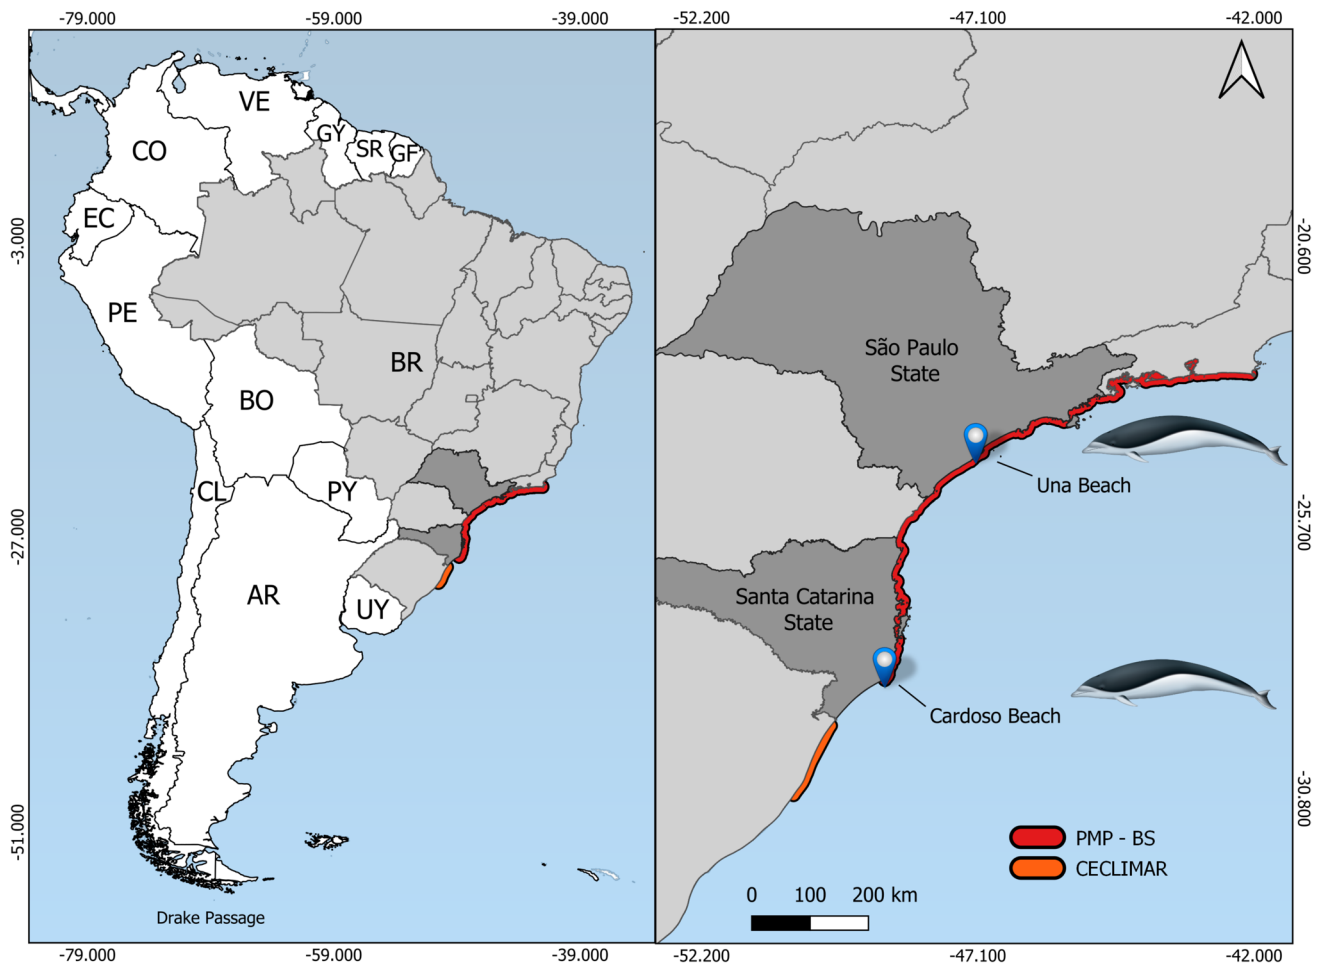 -79.000
-59.000
-39.000
-52.200
-47.100
-42.000
-3.000
-27.000
-51.000
VE
GY
SR
GF
CO
EC
PE
BR
BO
PY
CL
AR
UY
Drake Passage
São Paulo
State
Una Beach
Santa Catarina
State
Cardoso Beach
PMP - BS
CECLIMAR
0 100 200 km
-20.600
-25.700
-30.800
-79.000
-59.000
-39.000
-52.200
-47.100
-42.000